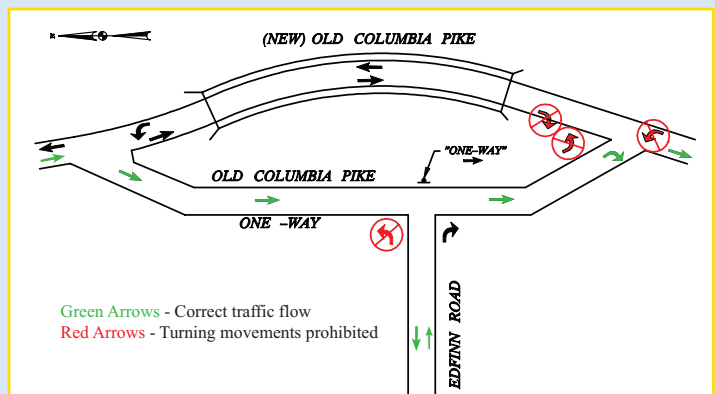 (NEW) OLD COLUMBIA PIKE
N
"ONE-WAY"
OLD COLUMBIA PIKE
ONE -WAY
EDFINN ROAD
Green Arrows - Correct traffic flow
Red Arrows - Turning movements prohibited